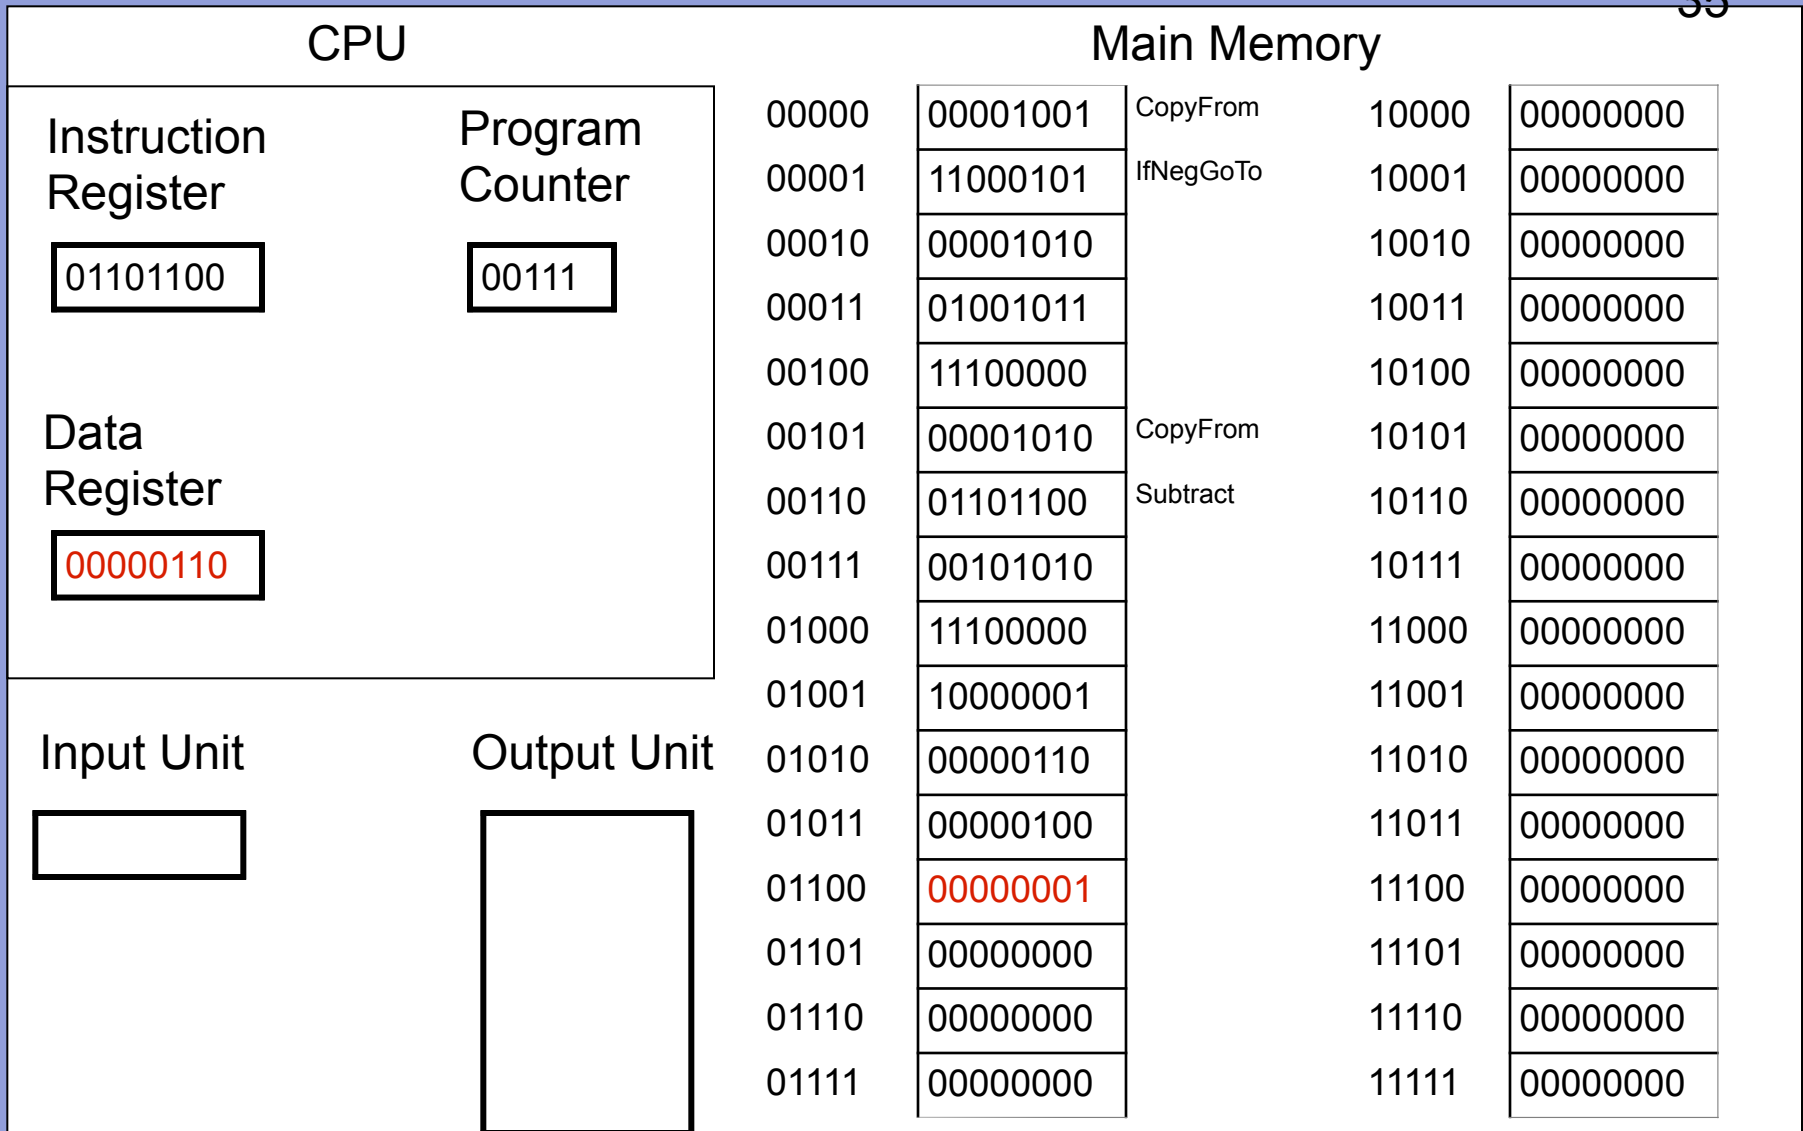 35
CPU
Main Memory
Instruction
Register
01101100
Program
Counter
00111
Data
Register
00000110
Input Unit
Output Unit
00000 00001001 CopyFrom 10000 00000000
00001 11000101 IfNegGoTo 10001 00000000
00010 00001010 10010 00000000
00011 01001011 10011 00000000
00100 11100000 10100 00000000
00101 00001010 CopyFrom 10101 00000000
00110 01101100 Subtract 10110 00000000
00111 00101010 10111 00000000
01000 11100000 11000 00000000
01001 10000001 11001 00000000
01010 00000110 11010 00000000
01011 00000100 11011 00000000
01100 00000001 11100 00000000
01101 00000000 11101 00000000
01110 00000000 11110 00000000
01111 00000000 11111 00000000